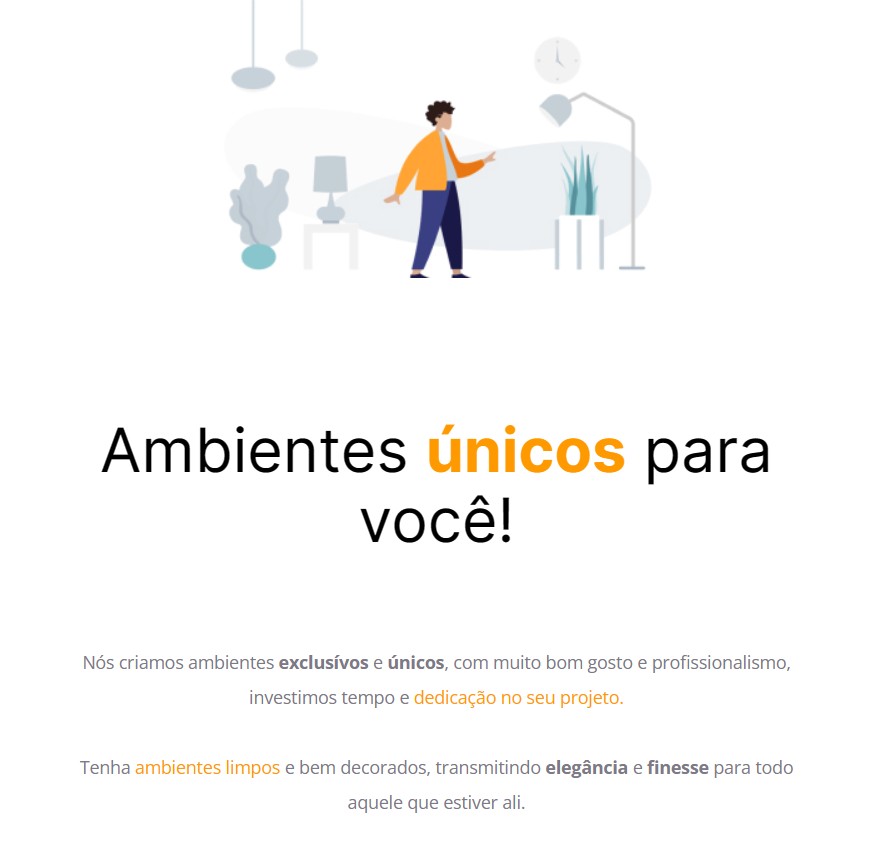 Ambientes únicos para
você!
Nós criamos ambientes exclusívos e únicos, com muito bom gosto e profissionalismo,
investimos tempo e dedicação no seu projeto.
Tenha ambientes limpos e bem decorados, transmitindo elegância e finesse para todo
aquele que estiver ali.